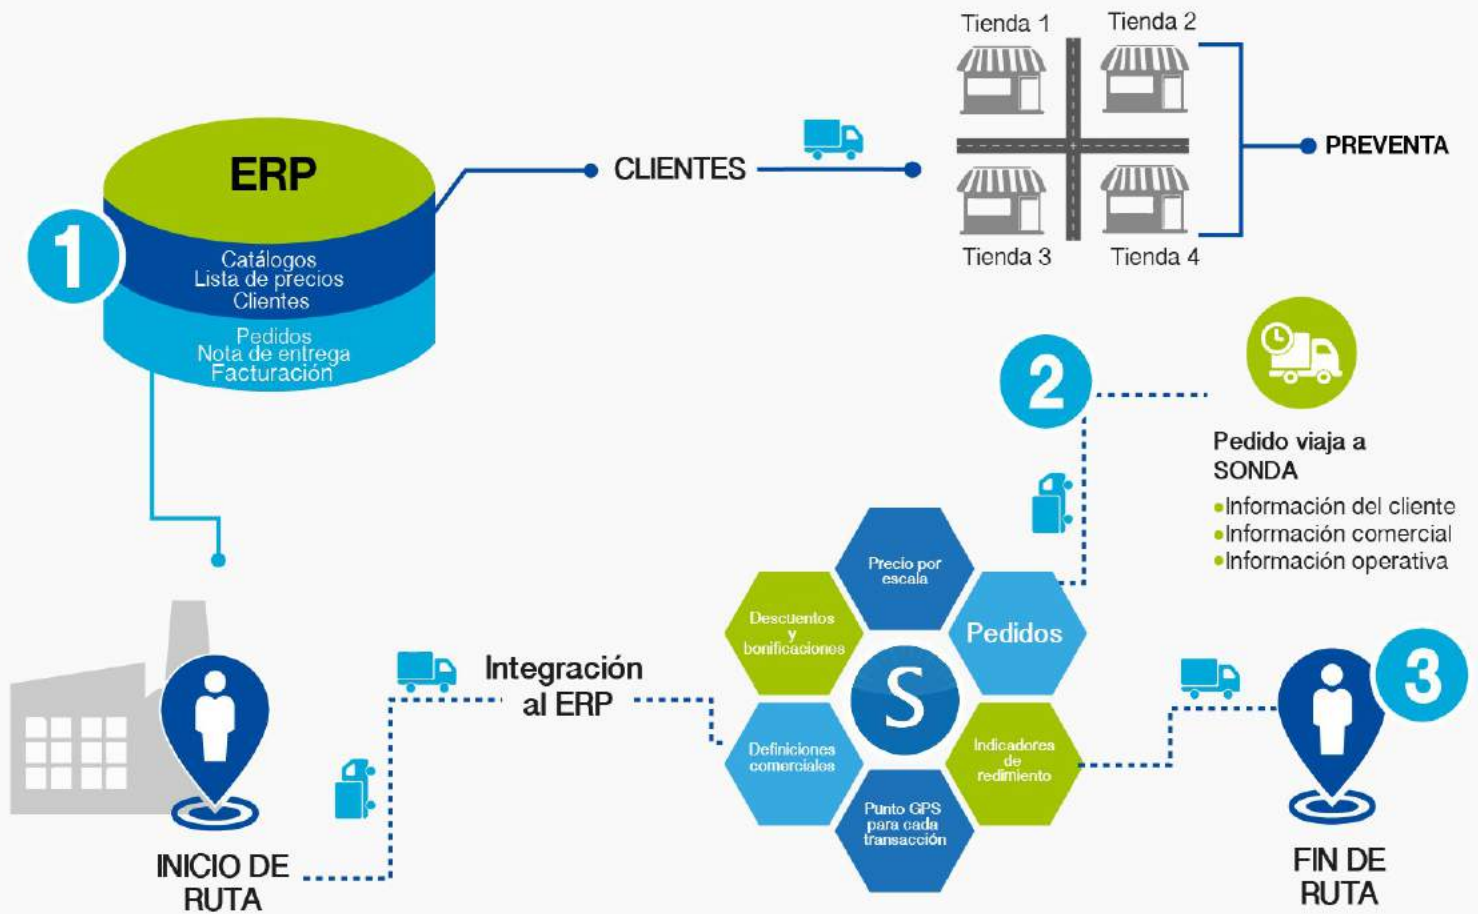 Tienda 1
Tienda 2
Tienda 3
Tienda 4
PREVENTA
CLIENTES
ERP
1
Catálogos
Lista de precios
Clientes
Pedidos
Nota de entrega
Facturación
2
Pedido viaja a
SONDA
•Información del cliente
•Información comercial
•Información operativa
Precio por
escala
Descuentos
y
bonificaciones
Pedidos
S
Definiciones
comerciales
Indicadores
de
redimiento
Punto GPS
para cada
transacción
Integración
al ERP
INICIO DE
RUTA
3
FIN DE
RUTA